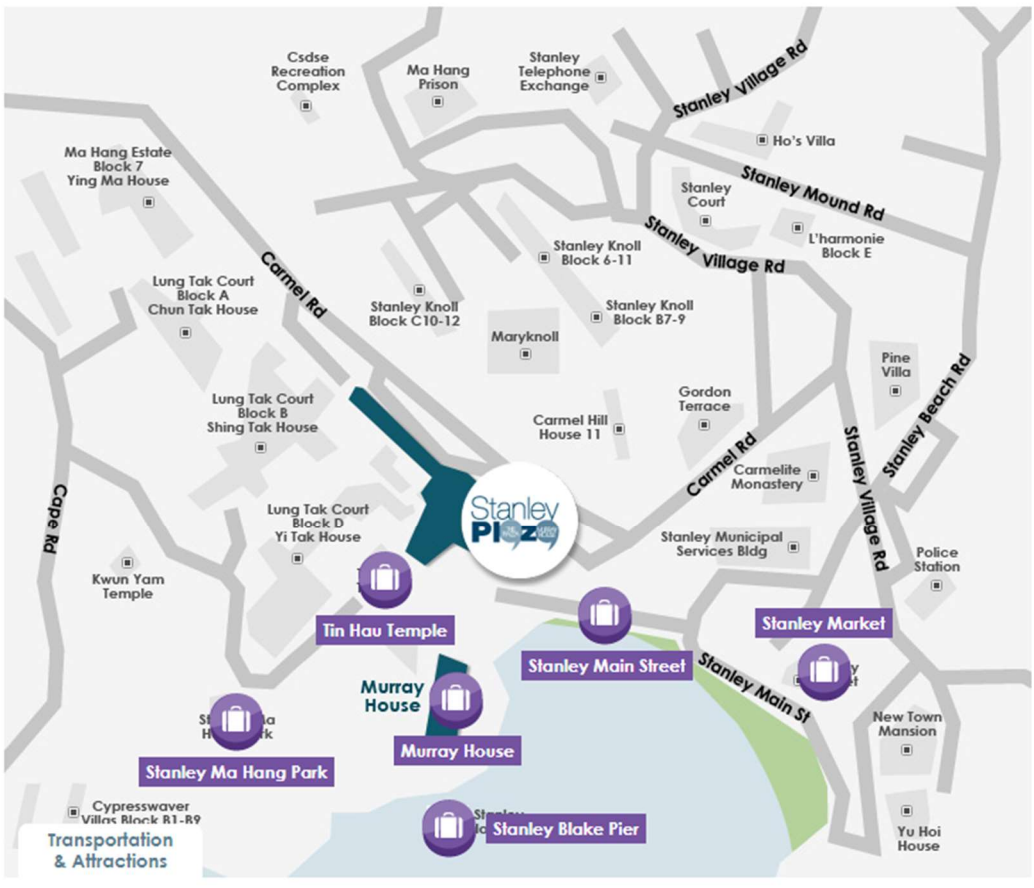 Csdse
Recreation
Complex
Ma Hang
Prison
Stanley
Telephone
Exchange
Stanley Village Rd
Ho's Villa
Ma Hang Estate
Block 7
Ying Ma House
Stanley Mound Rd
Stanley
Court
L'harmonie
Block E
Stanley Village Rd
Stanley Knoll
Block 6-11
Carmel Rd
Lung Tak Court
Block A
Chun Tak House
Stanley Knoll
Block C10-12
Stanley Knoll
Block B7-9
Maryknoll
Pine
Villa
Stanley Beach Rd
Lung Tak Court
Block B
Shing Tak House
Carmel Hill
House 11
Gordon
Terrace
Carmel Rd
Carmelite
Monastery
Stanley Village Rd
Cape Rd
Lung Tak Court
Block D
Yi Tak House
Stanley
Plaza
Stanley Municipal
Services Bldg
Police
Station
Kwun Yam
Temple
Tin Hau Temple
Stanley Main Street
Stanley Market
Stanley Main St
Murray
House
Murray House
New Town
Mansion
Stanley Ma Hang Park
Cypresswaver
Villas Block B1-B9
Stanley Blake Pier
Yu Hoi
House
Transportation
& Attractions